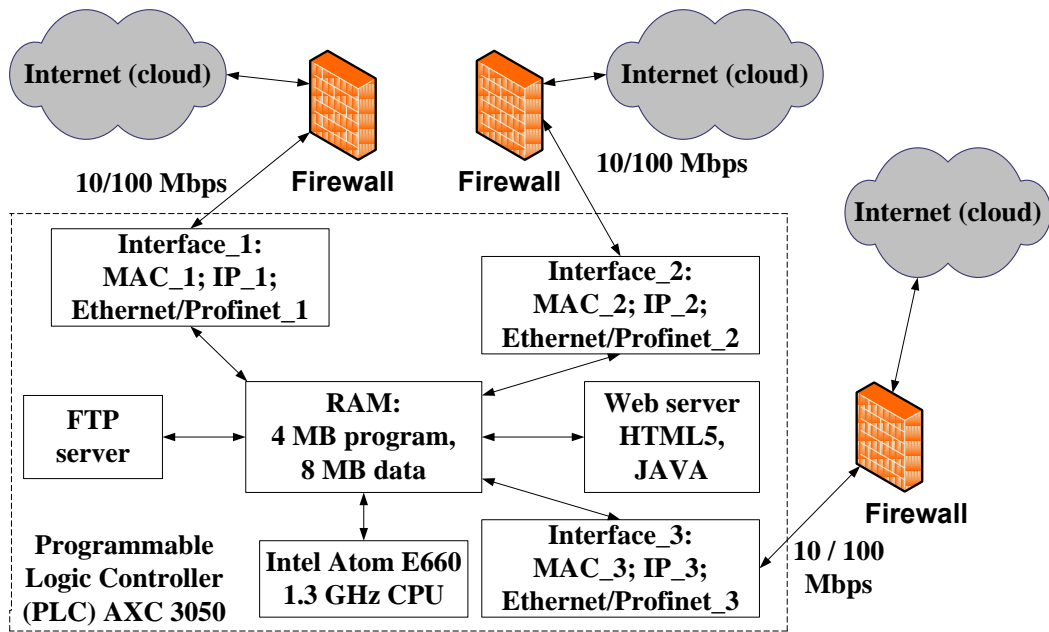 Internet (cloud)
Internet (cloud)
10/100 Mbps
Firewall
Firewall
10/100 Mbps
Internet (cloud)
Interface_1:
MAC_1; IP_1;
Ethernet/Profinet_1
Interface_2:
MAC_2; IP_2;
Ethernet/Profinet_2
FTP
server
RAM:
4 MB program,
8 MB data
Web server
HTML5,
JAVA
Firewall
Programmable
Logic Controller
(PLC) AXC 3050
Intel Atom E660
1.3 GHz CPU
Interface_3:
MAC_3; IP_3;
Ethernet/Profinet_3
10 / 100
Mbps